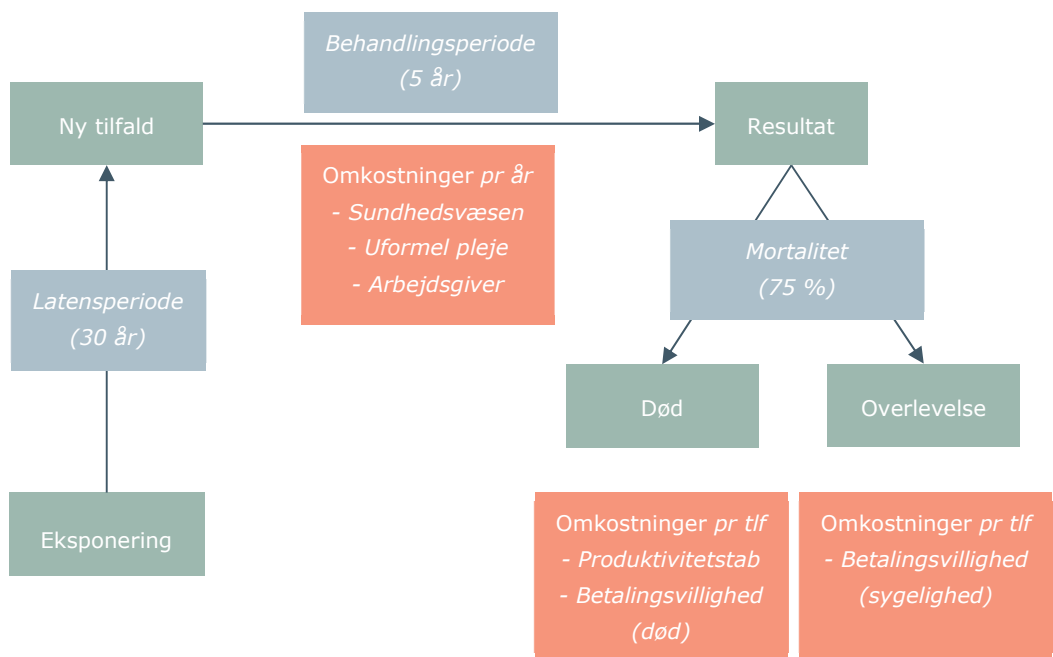 Behandlingsperiode
(5 år)
Ny tilfald
Resultat
Omkostninger pr år
- Sundhedsvæsen
- Uformel pleje
- Arbejdsgiver
Mortalitet
(75 %)
Latensperiode
(30 år)
Død
Overlevelse
Eksponering
Omkostninger pr tlf
- Produktivitetstab
- Betalingsvillighed
(død)
Omkostninger pr tlf
- Betalingsvillighed
(sygelighed)